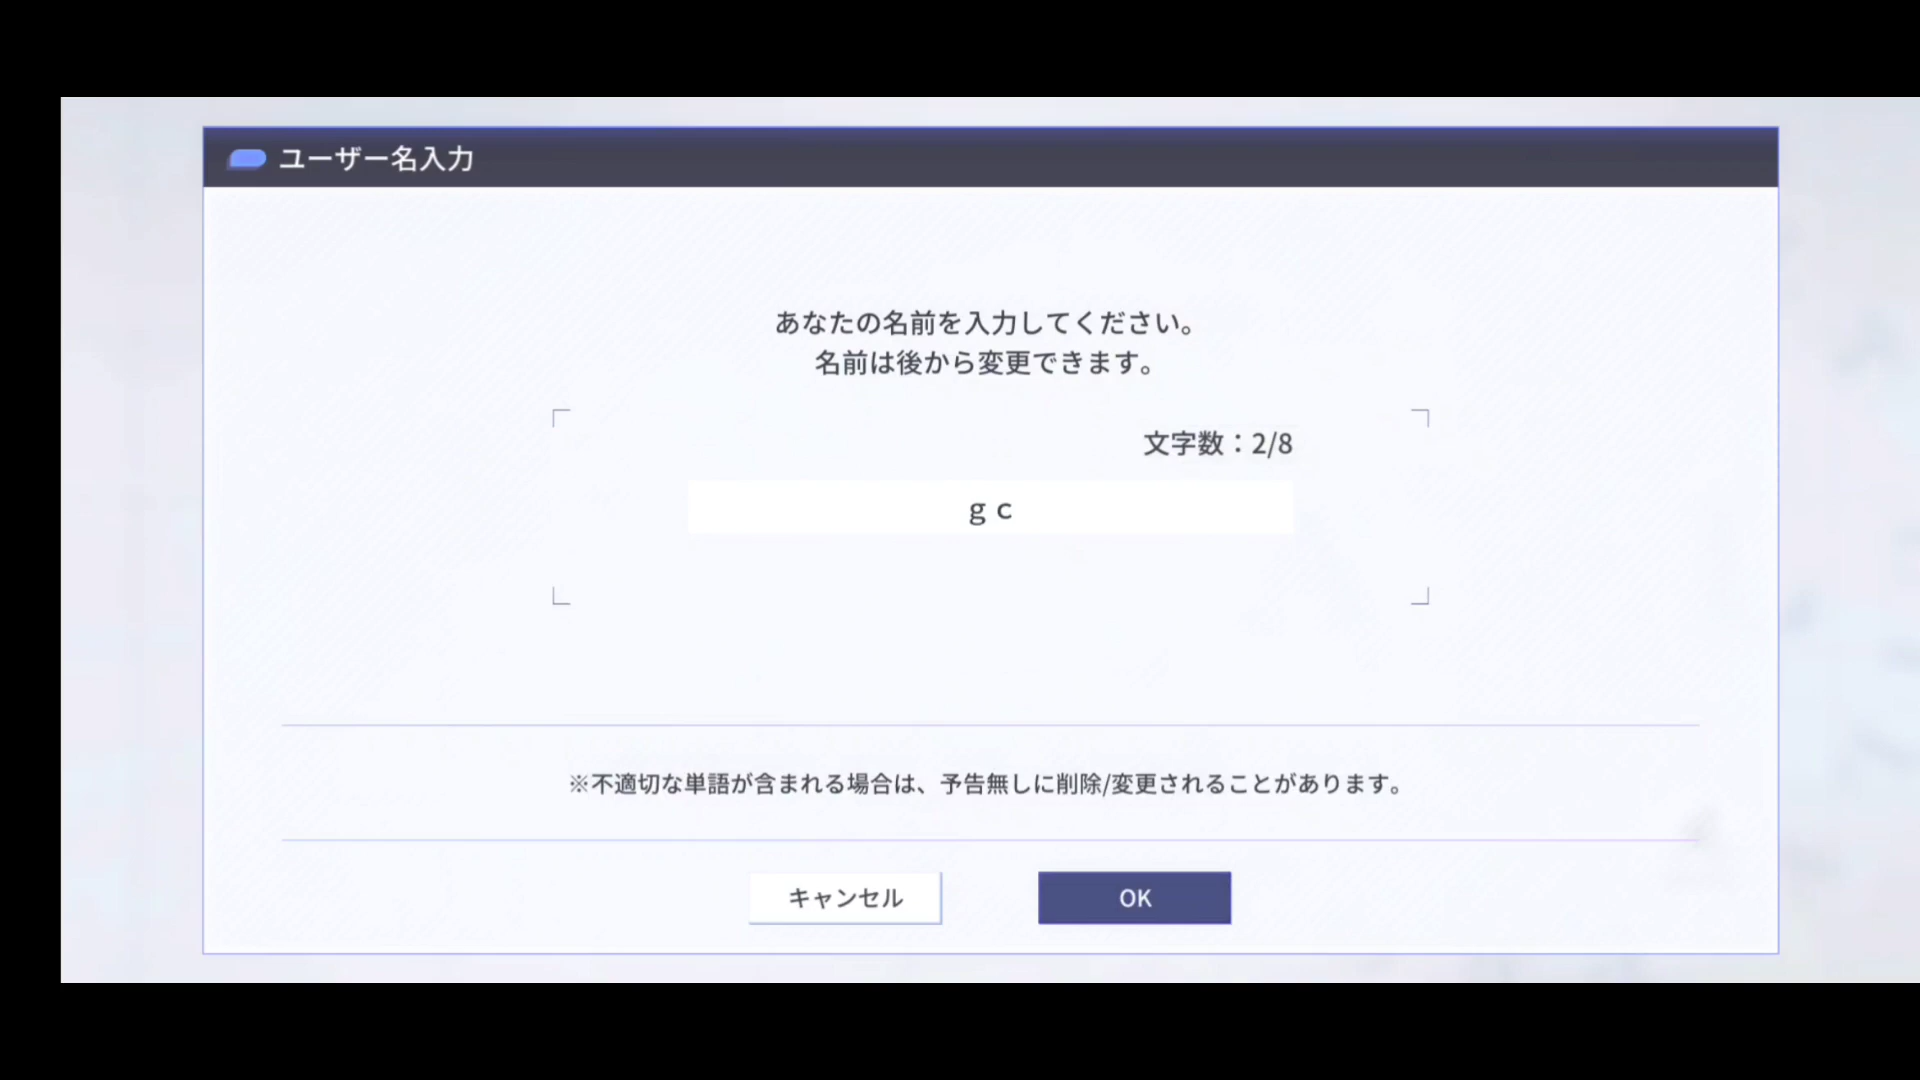 ユーザー名入力
あなたの名前を入力してください。
名前は後から変更できます。
文字数：2/8
ｇｃ
※不適切な単語が含まれる場合は、予告無しに削除/変更されることがあります。
キャンセル
OK